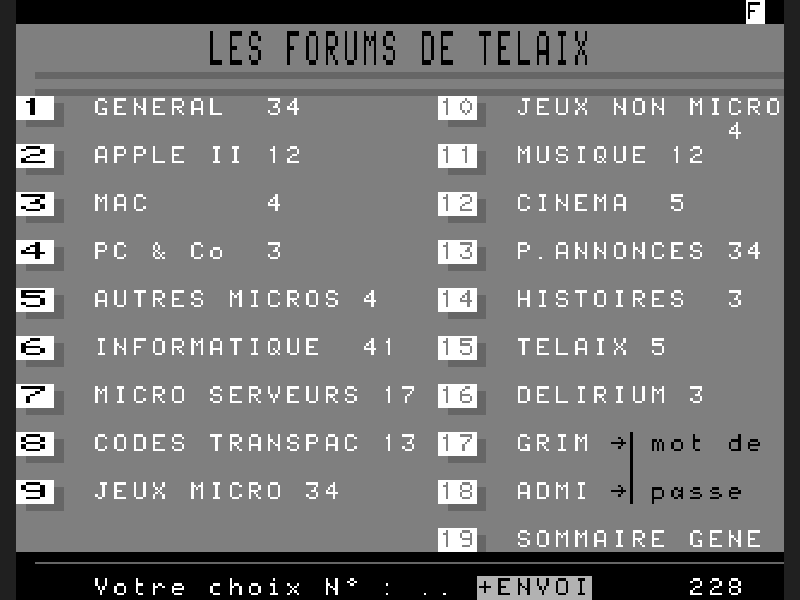 F
LES FORUMS DE TELAIX
1 GENERAL 34
2 APPLE II 12
3 MAC 4
4 PC & Co 3
5 AUTRES MICROS 4
6 INFORMATIQUE 41
7 MICRO SERVEURS 17
8 CODES TRANSPAC 13
9 JEUX MICRO 34
10 JEUX NON MICRO
4
11 MUSIQUE 12
12 CINEMA 5
13 P.ANNONCES 34
14 HISTOIRES 3
15 TELAIX 5
16 DELIRIUM 3
17 GRIM → mot de
18 ADMI → passe
19 SOMMAIRE GENE
Votre choix N° : .. +ENVOI 228